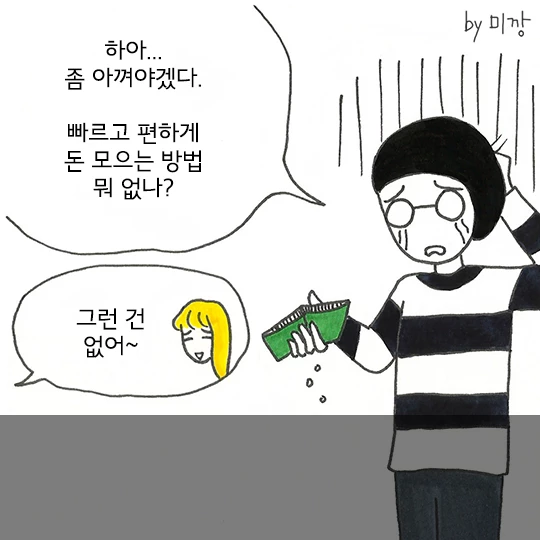 by 미깡
하아...
좀 아껴야겠다.
빠르고 편하게
돈 모으는 방법
뭐 없나?
그런 건
없어~